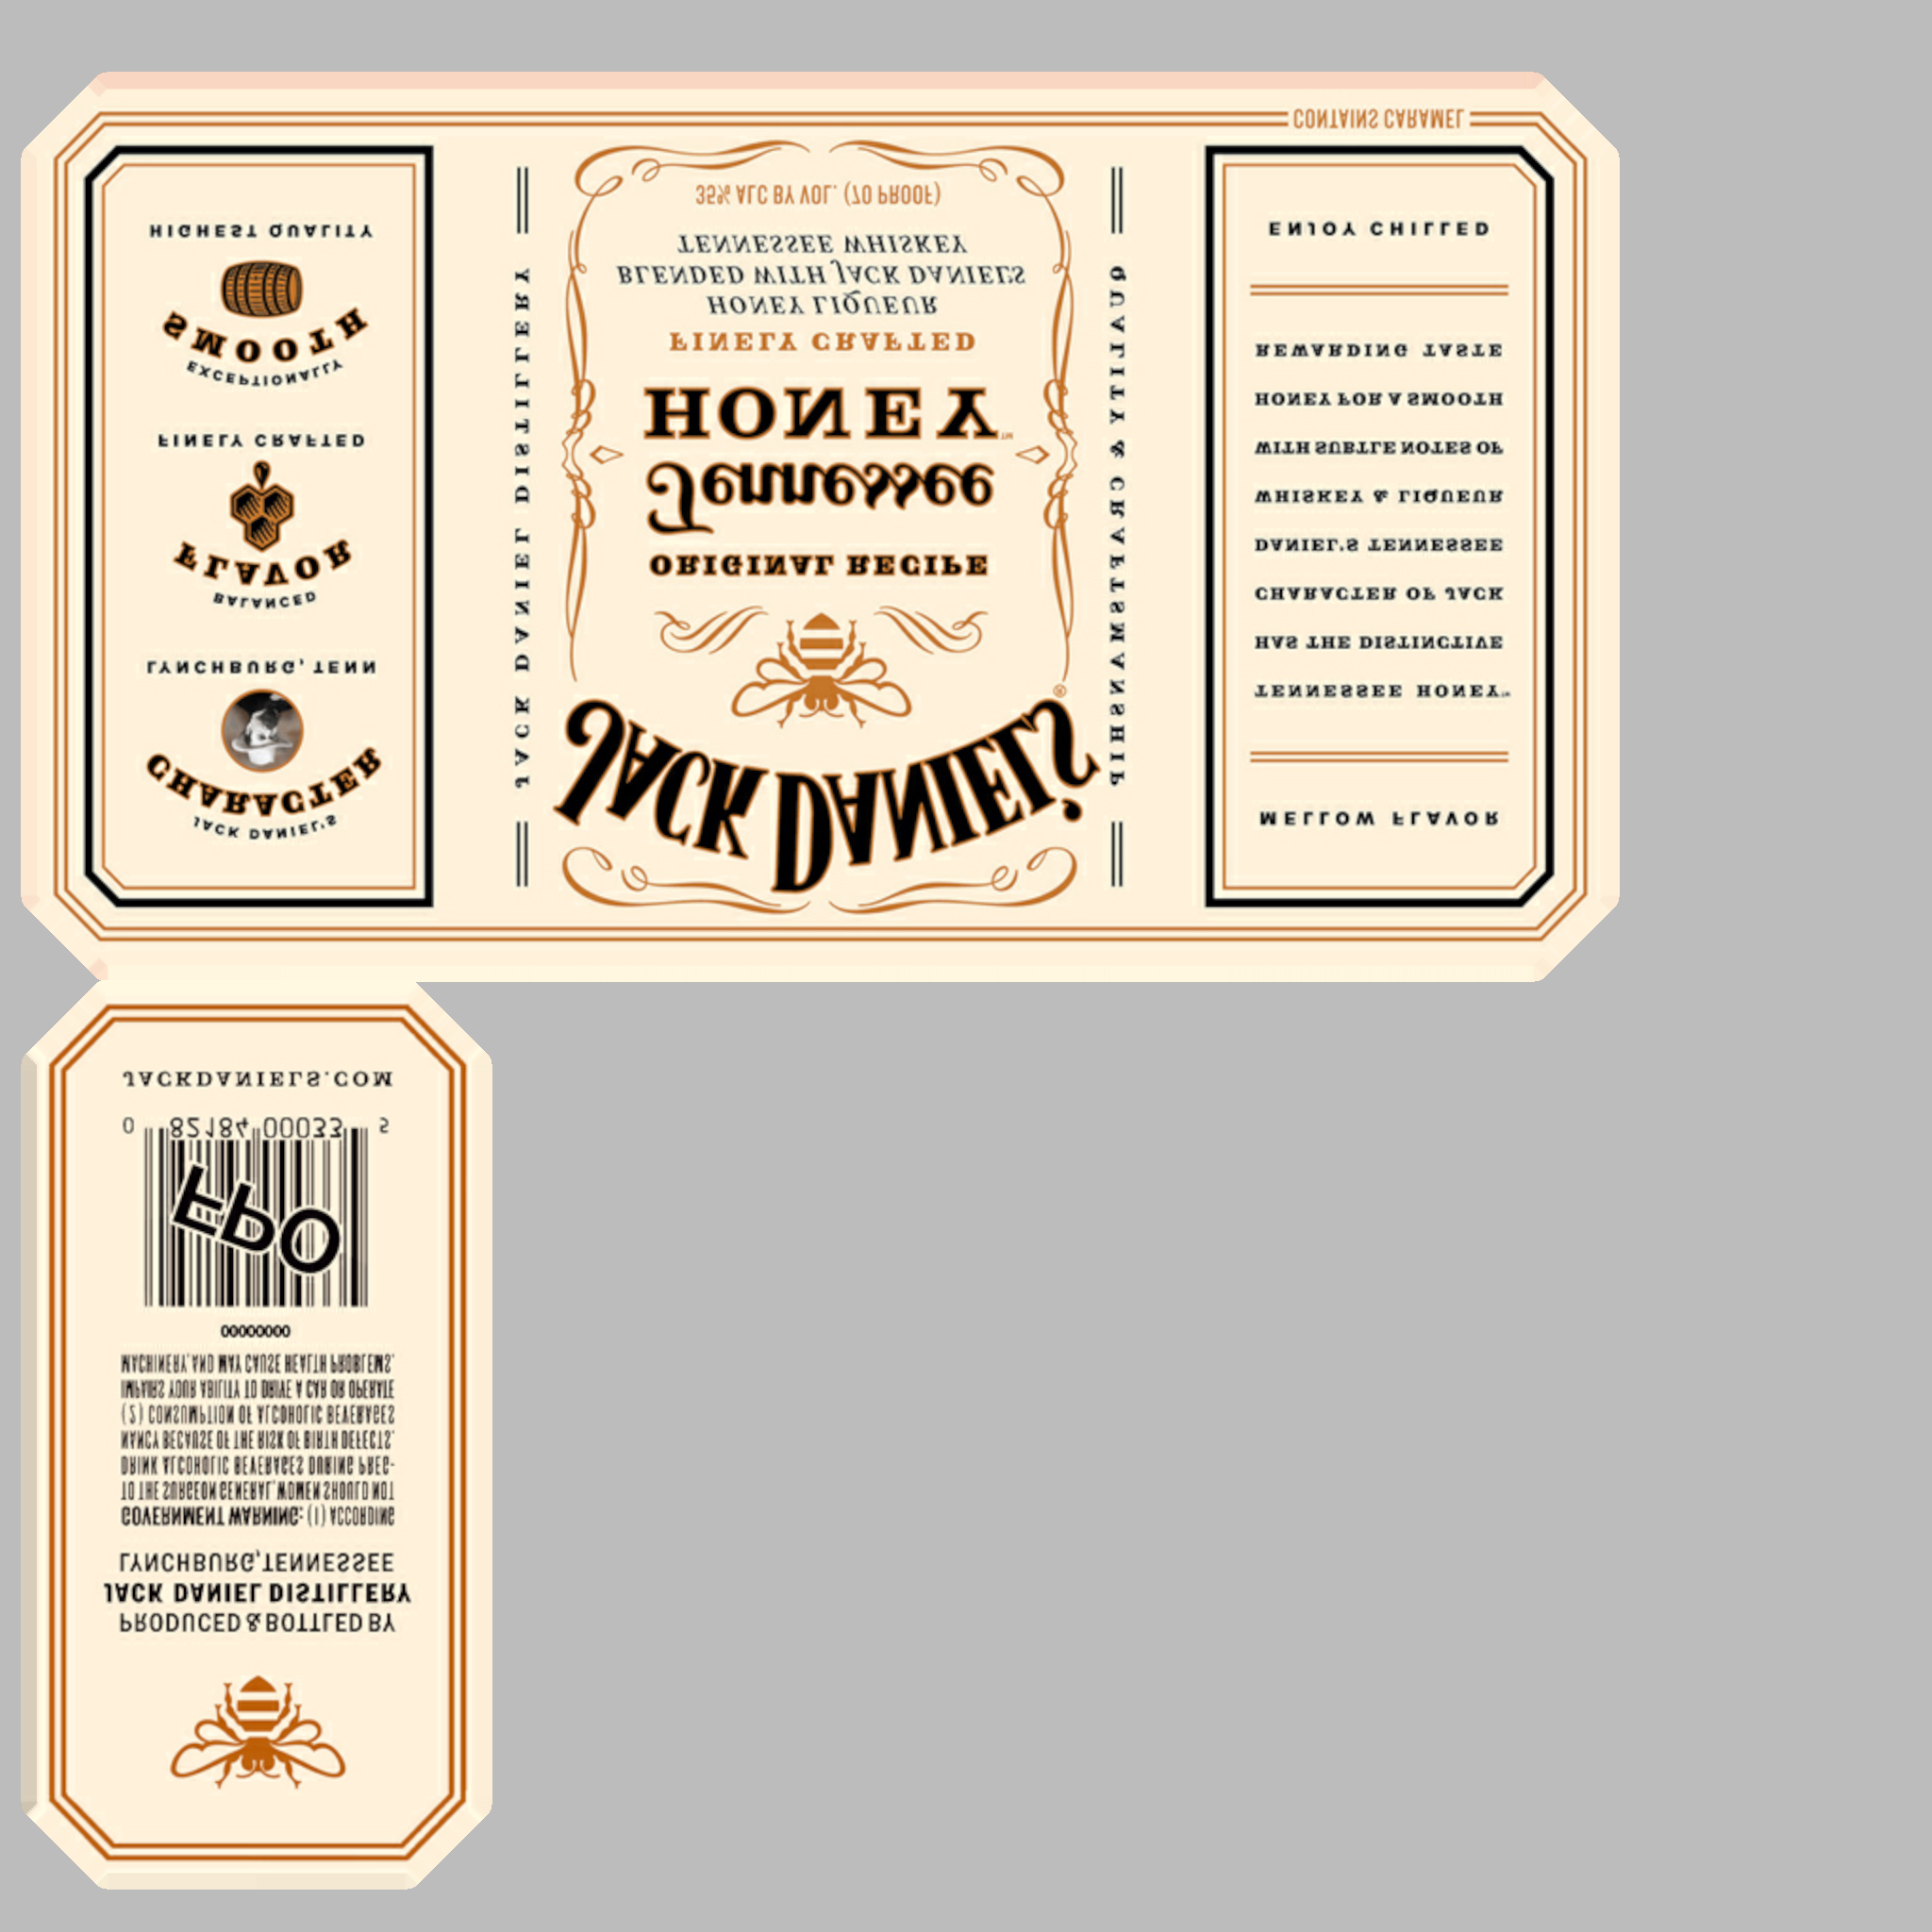 CONTAINS CARAMEL
JACK DANIEL'S
CHARACTER
LYNCHBURG, TENN
BALANCED
FLAVOR
FINELY CRAFTED
EXCEPTIONALLY
SMOOTH
HIGHEST QUALITY
JACK DANIEL DISTILLERY
JACK DANIEL'S®
ORIGINAL RECIPE
Tennessee
HONEY™
FINELY CRAFTED
HONEY LIQUEUR
BLENDED WITH JACK DANIEL'S
TENNESSEE WHISKEY
35% ALC BY VOL. (70 PROOF)
QUALITY & CRAFTSMANSHIP
MELLOW FLAVOR
TENNESSEE HONEY™
HAS THE DISTINCTIVE
CHARACTER OF JACK
DANIEL'S TENNESSEE
WHISKEY & LIQUEUR
WITH SUBTLE NOTES OF
HONEY FOR A SMOOTH
REWARDING TASTE
ENJOY CHILLED
PRODUCED & BOTTLED BY
JACK DANIEL DISTILLERY
LYNCHBURG, TENNESSEE
GOVERNMENT WARNING: (1) ACCORDING
TO THE SURGEON GENERAL, WOMEN SHOULD NOT
DRINK ALCOHOLIC BEVERAGES DURING PREG-
NANCY BECAUSE OF THE RISK OF BIRTH DEFECTS.
(2) CONSUMPTION OF ALCOHOLIC BEVERAGES
IMPAIRS YOUR ABILITY TO DRIVE A CAR OR OPERATE
MACHINERY, AND MAY CAUSE HEALTH PROBLEMS.
00000000
FPO
0 82184 00033 5
JACKDANIELS.COM